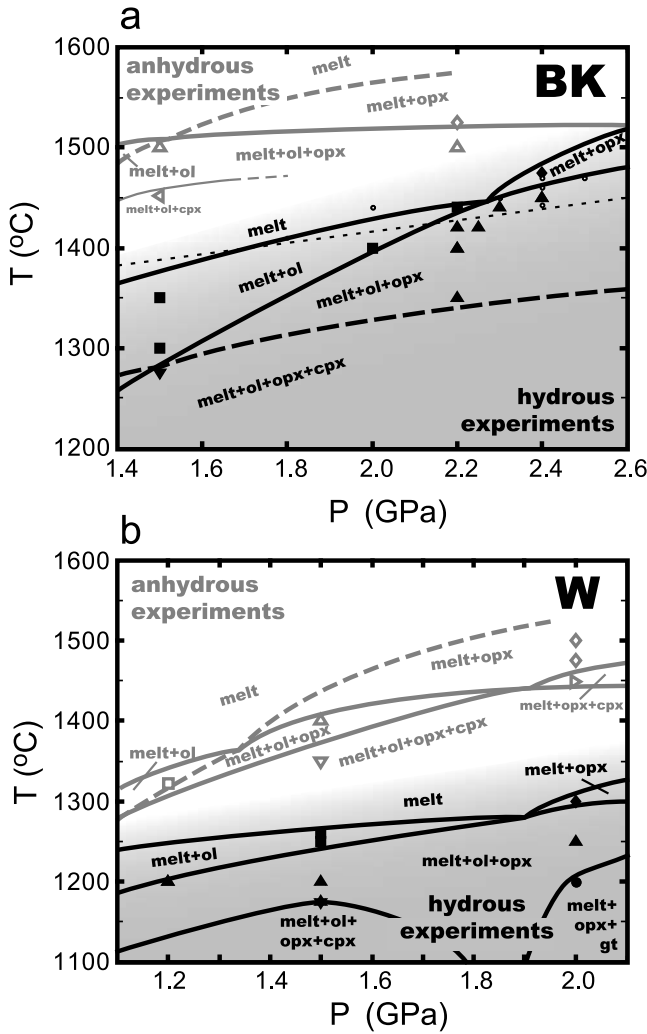 a
1600
1500
1400
1300
1200
T (ºC)
anhydrous
experiments
BK
melt
melt+opx
melt+ol+opx
melt+ol
melt+ol+cpx
melt+opx
melt
melt+ol
melt+ol+opx
melt+ol+opx+cpx
hydrous
experiments
1.4 1.6 1.8 2.0 2.2 2.4 2.6
P (GPa)
b
1600
1500
1400
1300
1200
1100
T (ºC)
anhydrous
experiments
W
melt+opx
melt
melt+opx+cpx
melt+ol
melt+ol+opx
melt+ol+opx+cpx
melt+opx
melt
melt+ol
melt+ol+opx
melt+ol+
opx+cpx
hydrous
experiments
melt+
opx+
gt
1.2 1.4 1.6 1.8 2.0
P (GPa)